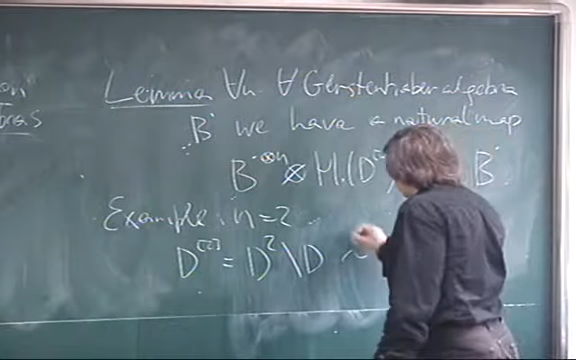 Lemma ∀n ∀ Gerstenhaber algebra
B˙ we have a natural map
B˙^{⊗n} ⊗ H.(D^[ B˙
Example: n=2
D^{[2]} = D^2 \ D ~